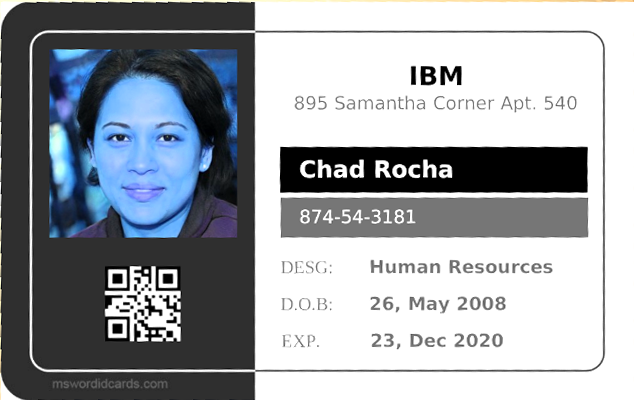 IBM
895 Samantha Corner Apt. 540
Chad Rocha
874-54-3181
DESG: Human Resources
D.O.B: 26, May 2008
EXP. 23, Dec 2020
mswordidcards.com